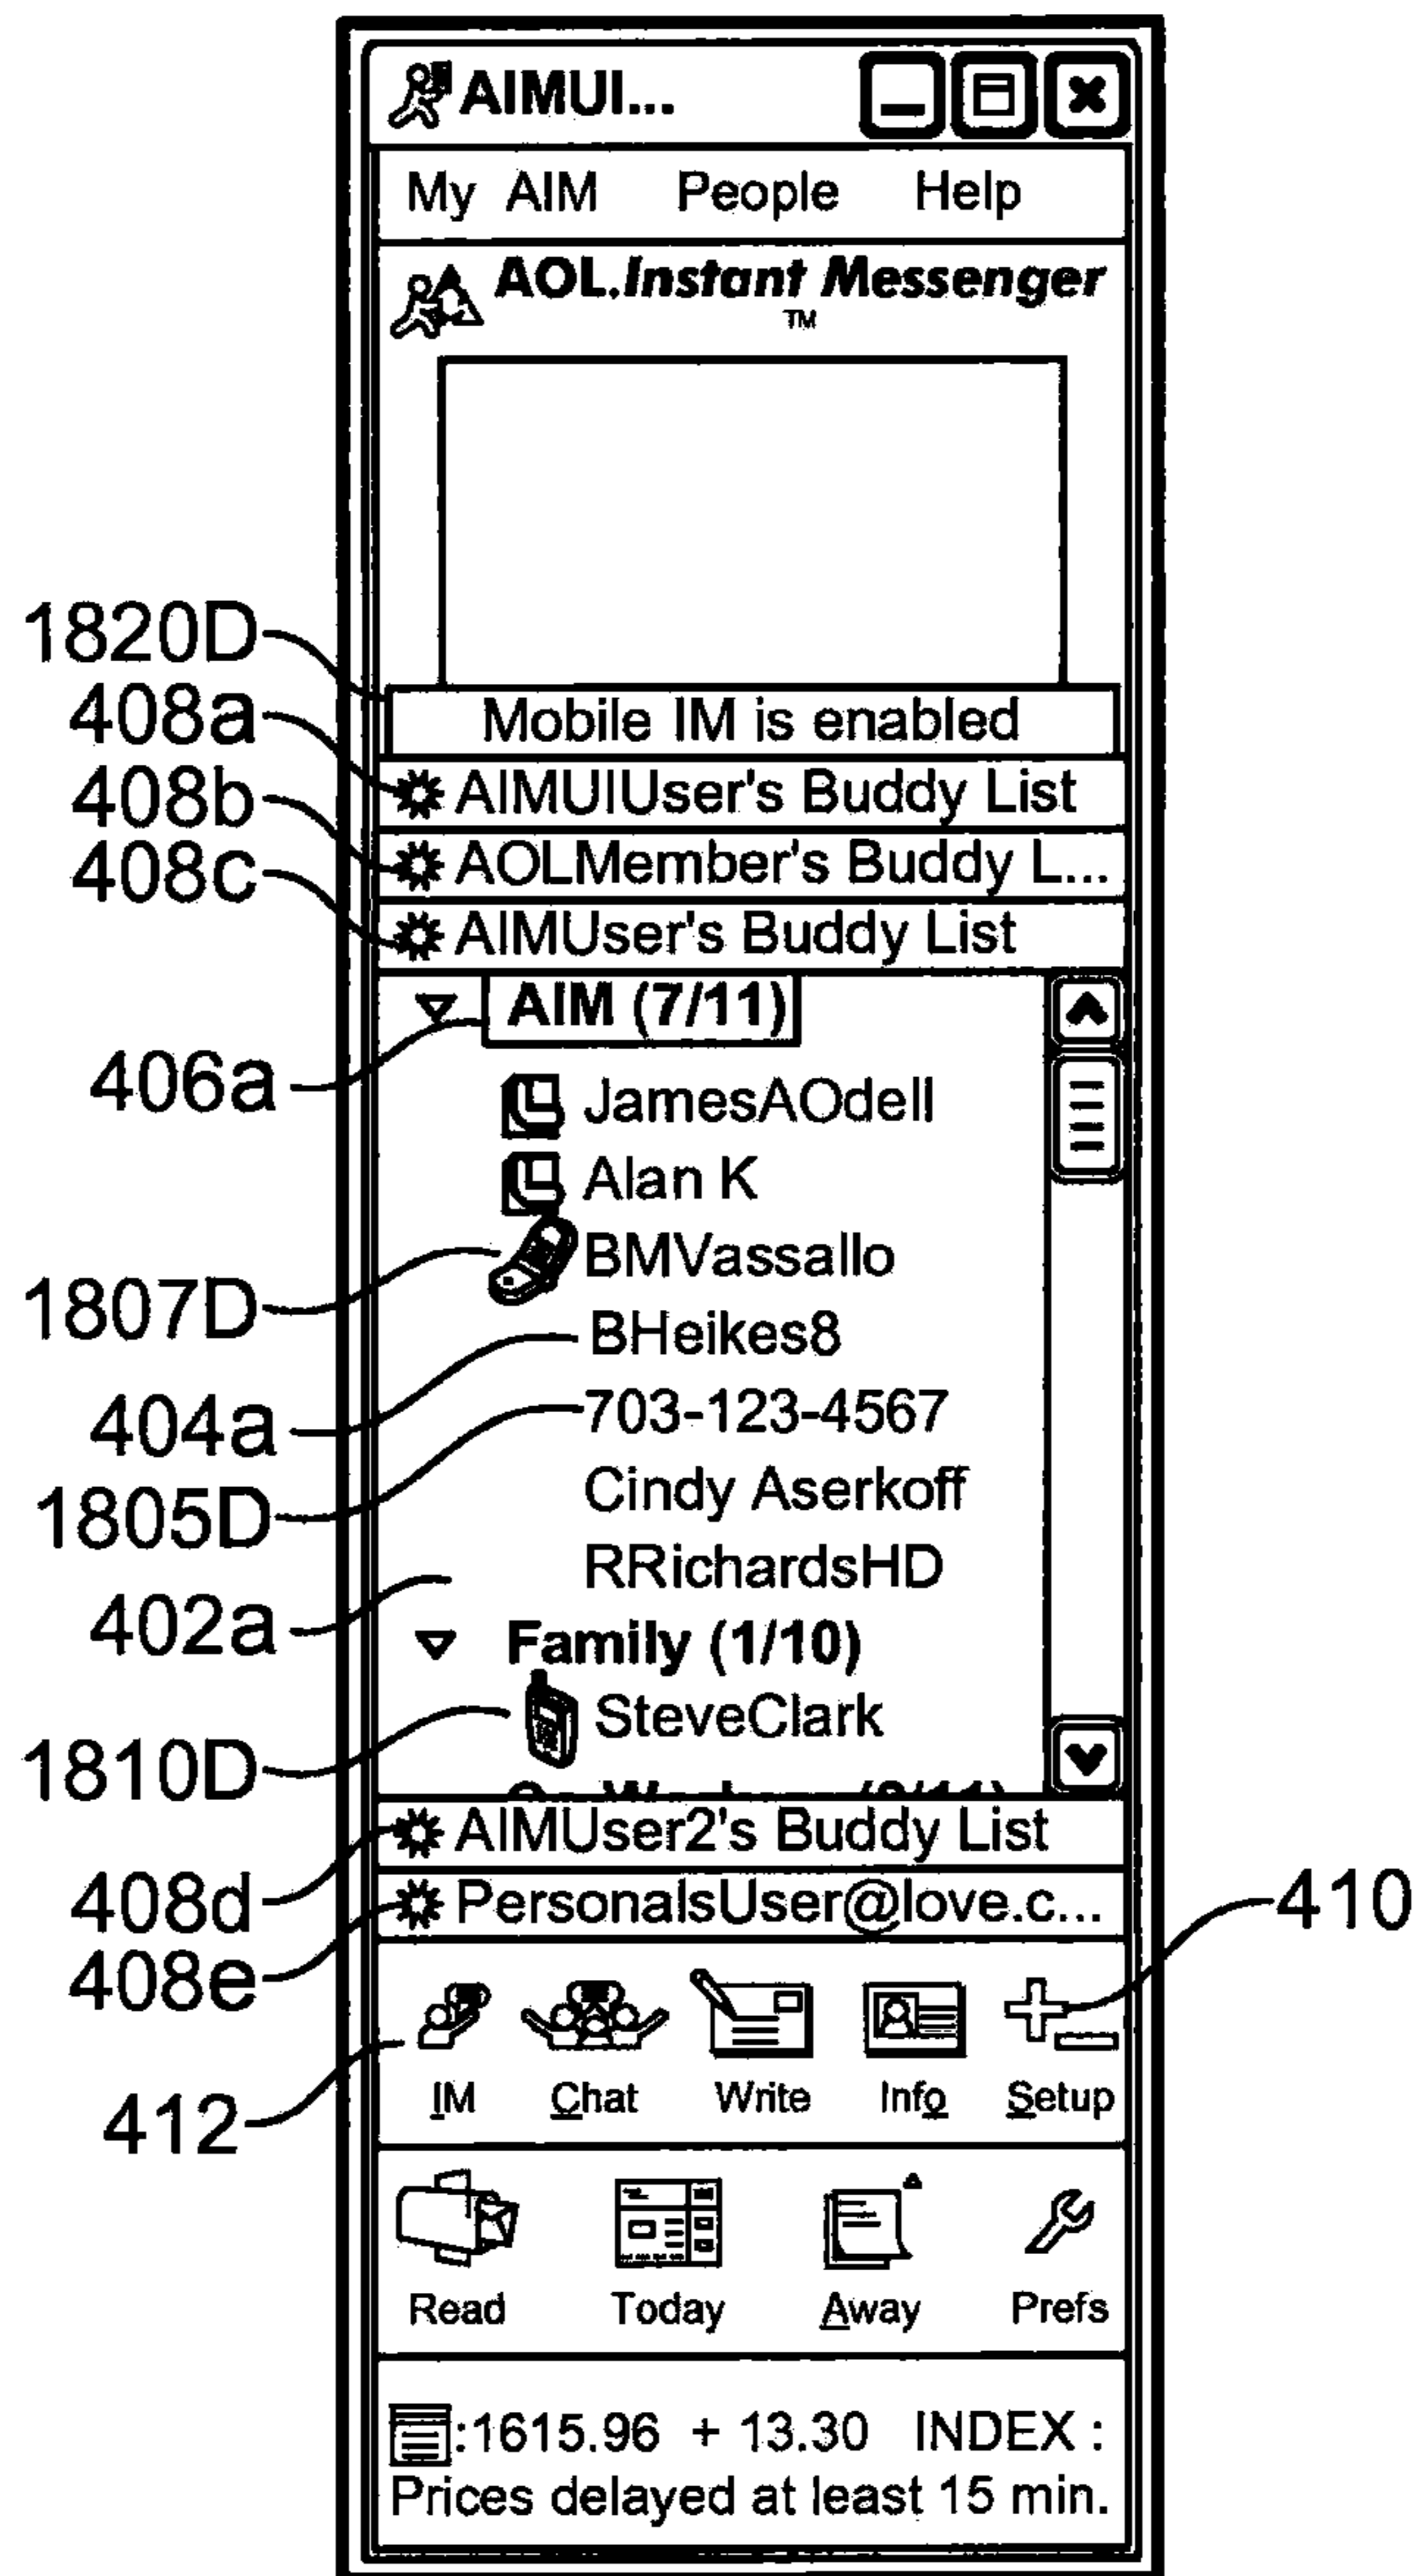 AIMUI...
My AIM People Help
AOL.Instant Messenger
TM
1820D
Mobile IM is enabled
408a
AIMUIUser's Buddy List
408b
AOLMember's Buddy L...
408c
AIMUser's Buddy List
AIM (7/11)
406a
JamesAOdell
Alan K
BMVassallo
1807D
BHeikes8
404a
703-123-4567
1805D
Cindy Aserkoff
RRichardsHD
402a
Family (1/10)
SteveClark
1810D
AIMUser2's Buddy List
408d
PersonalsUser@love.c...
410
408e
IM Chat Write Info Setup
412
Read Today Away Prefs
:1615.96 + 13.30 INDEX :
Prices delayed at least 15 min.